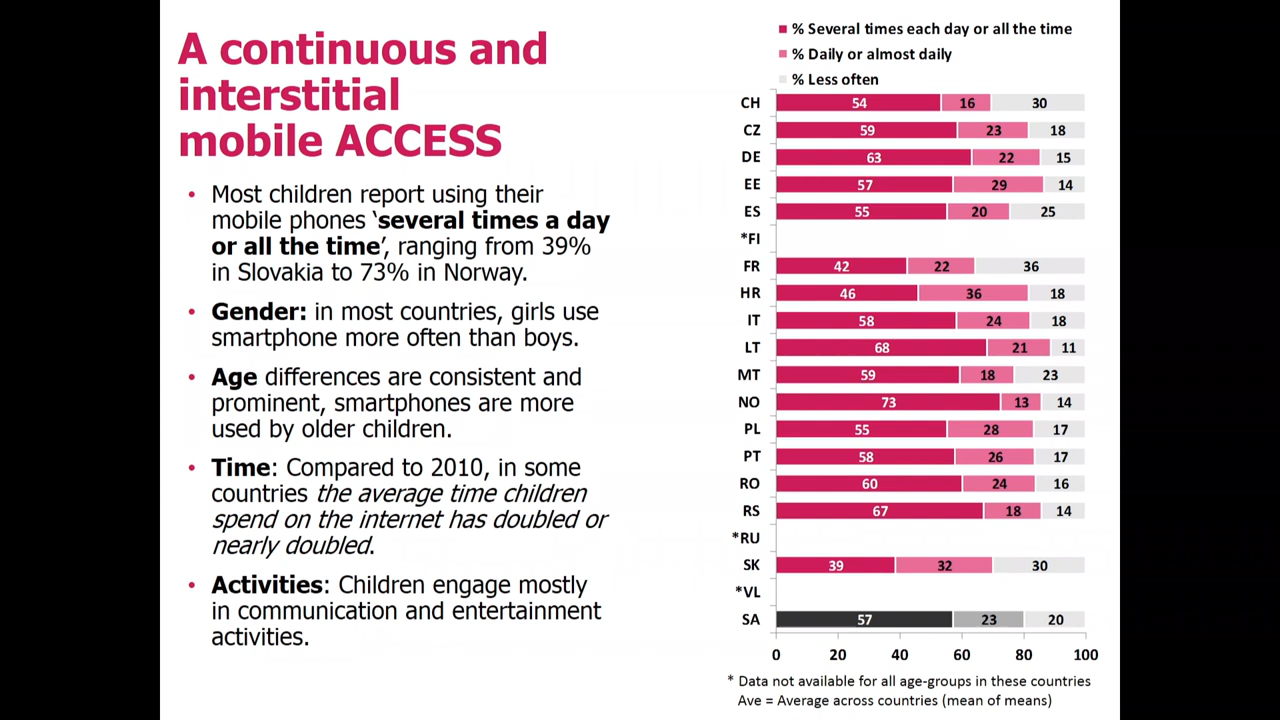 A continuous and
interstitial
mobile ACCESS
• Most children report using their
mobile phones ‘several times a day
or all the time’, ranging from 39%
in Slovakia to 73% in Norway.
• Gender: in most countries, girls use
smartphone more often than boys.
• Age differences are consistent and
prominent, smartphones are more
used by older children.
• Time: Compared to 2010, in some
countries the average time children
spend on the internet has doubled or
nearly doubled.
• Activities: Children engage mostly
in communication and entertainment
activities.
% Several times each day or all the time
% Daily or almost daily
% Less often
CH 54 16 30
CZ 59 23 18
DE 63 22 15
EE 57 29 14
ES 55 20 25
*FI
FR 42 22 36
HR 46 36 18
IT 58 24 18
LT 68 21 11
MT 59 18 23
NO 73 13 14
PL 55 28 17
PT 58 26 17
RO 60 24 16
RS 67 18 14
*RU
SK 39 32 30
*VL
SA 57 23 20
0 20 40 60 80 100
* Data not available for all age-groups in these countries
Ave = Average across countries (mean of means)